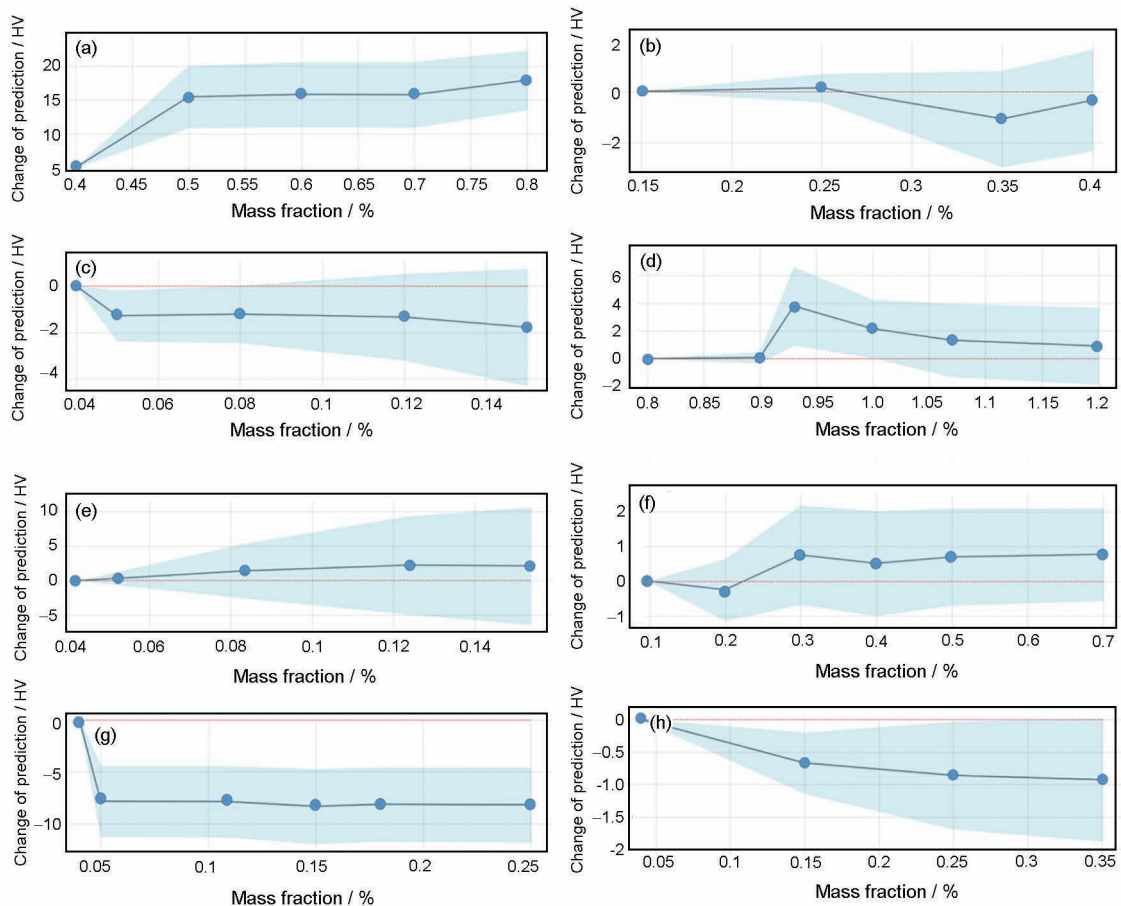 Change of prediction / HV
(a)
20
15
10
5
0.4 0.45 0.5 0.55 0.6 0.65 0.7 0.75 0.8
Mass fraction / %
Change of prediction / HV
(b)
2
0
−2
0.15 0.2 0.25 0.3 0.35 0.4
Mass fraction / %
Change of prediction / HV
(c)
0
−2
−4
0.04 0.06 0.08 0.1 0.12 0.14
Mass fraction / %
Change of prediction / HV
(d)
6
4
2
0
−2
0.8 0.85 0.9 0.95 1.0 1.05 1.1 1.15 1.2
Mass fraction / %
Change of prediction / HV
(e)
10
5
0
−5
0.04 0.06 0.08 0.1 0.12 0.14
Mass fraction / %
Change of prediction / HV
(f)
2
1
0
−1
0.1 0.2 0.3 0.4 0.5 0.6 0.7
Mass fraction / %
Change of prediction / HV
(g)
0
−5
−10
0.05 0.1 0.15 0.2 0.25
Mass fraction / %
Change of prediction / HV
(h)
0
−0.5
-1.0
−1.5
-2
0.05 0.1 0.15 0.2 0.25 0.3 0.35
Mass fraction / %